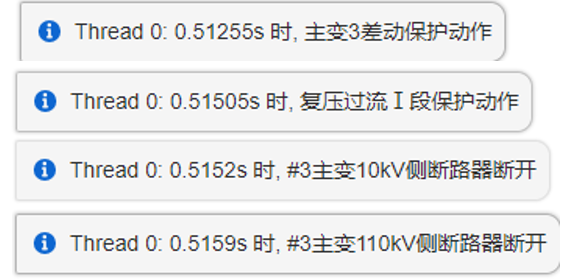 Thread 0: 0.51255s 时, 主变3差动保护动作
Thread 0: 0.51505s 时, 复压过流Ⅰ段保护动作
Thread 0: 0.5152s 时, #3主变10kV侧断路器断开
Thread 0: 0.5159s 时, #3主变110kV侧断路器断开